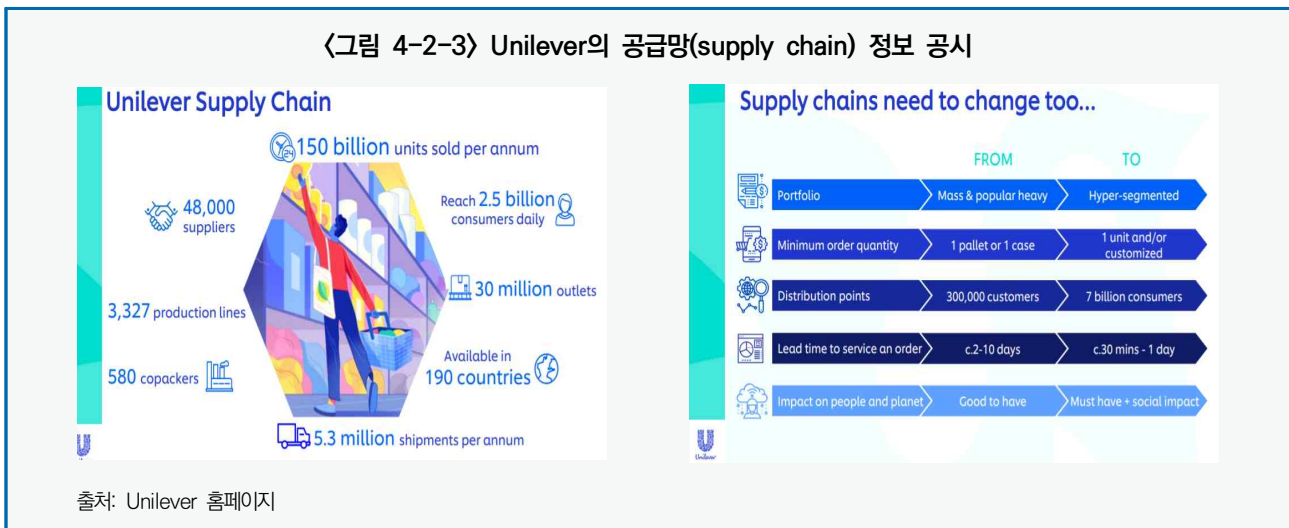 〈그림 4-2-3〉 Unilever의 공급망(supply chain) 정보 공시
Unilever Supply Chain
150 billion units sold per annum
48,000
suppliers
Reach 2.5 billion
consumers daily
30 million outlets
3,327 production lines
580 copackers
Available in
190 countries
5.3 million shipments per annum
Supply chains need to change too...
FROM TO
Portfolio Mass & popular heavy Hyper-segmented
Minimum order quantity 1 pallet or 1 case 1 unit and/or
customized
Distribution points 300,000 customers 7 billion consumers
Lead time to service an order c.2-10 days c.30 mins - 1 day
Impact on people and planet Good to have Must have + social impact
Unilever
출처: Unilever 홈페이지